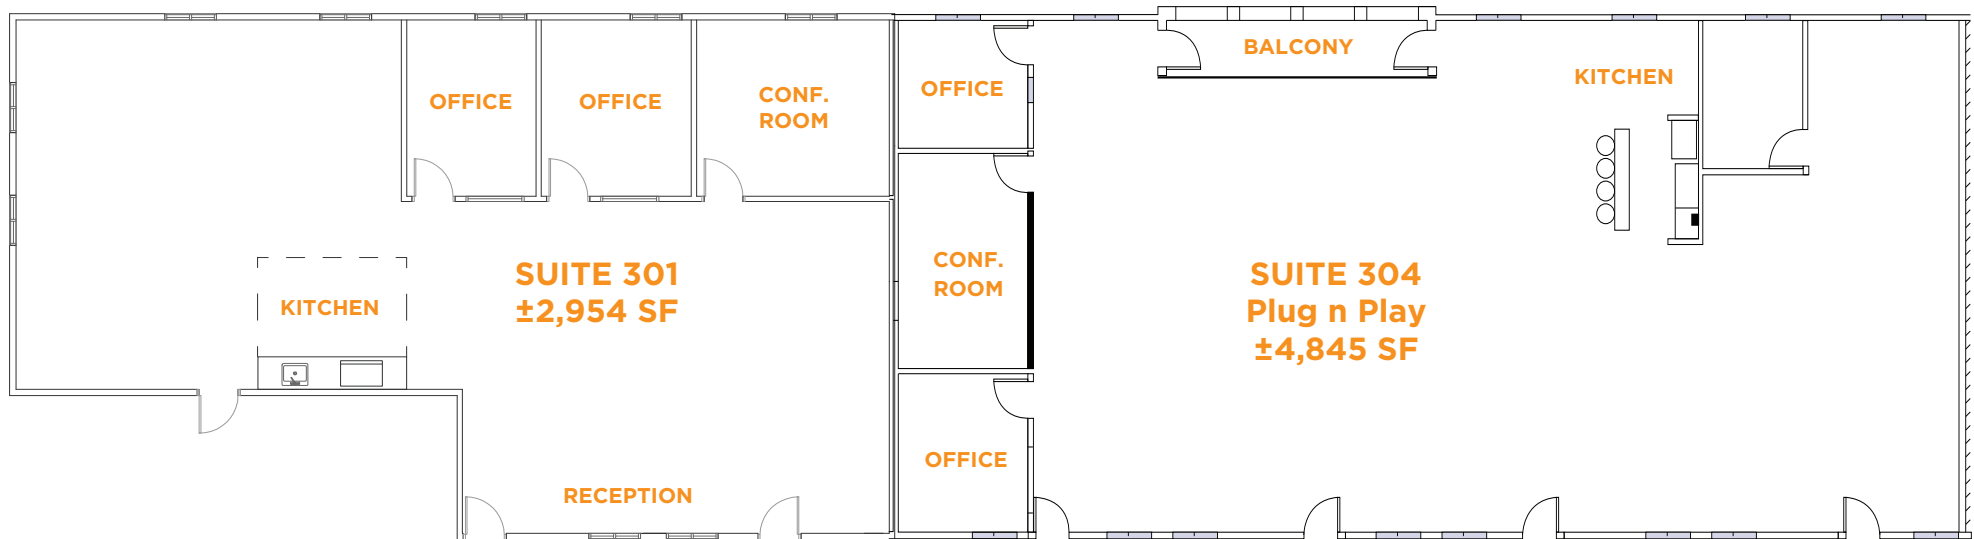 OFFICE
OFFICE
CONF.
ROOM
KITCHEN
SUITE 301
±2,954 SF
RECEPTION
OFFICE
CONF.
ROOM
OFFICE
BALCONY
KITCHEN
SUITE 304
Plug n Play
±4,845 SF